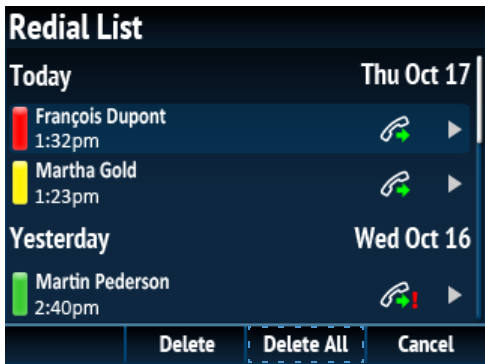 Redial List
Today Thu Oct 17
François Dupont
1:32pm
Martha Gold
1:23pm
Yesterday Wed Oct 16
Martin Pederson
2:40pm
Delete Delete All Cancel